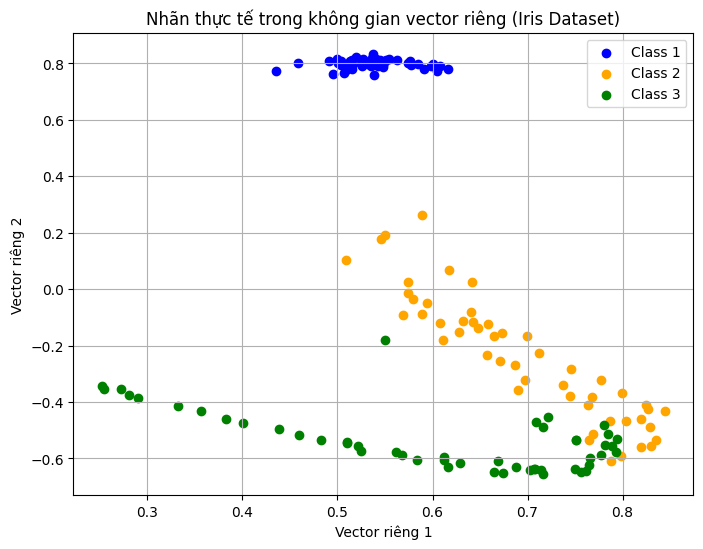 Nhãn thực tế trong không gian vector riêng (Iris Dataset)
Class 1
Class 2
Class 3
Vector riêng 2
0.8
0.6
0.4
0.2
0.0
−0.2
−0.4
−0.6
0.3
0.4
0.5
0.6
0.7
0.8
Vector riêng 1